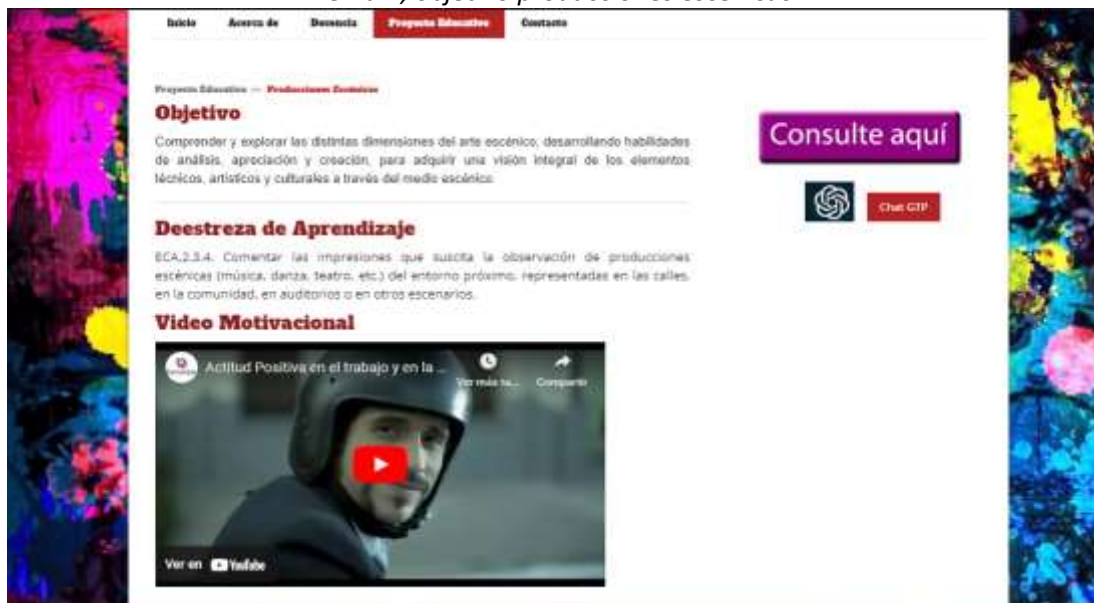 Inicio Acerca de Docencia Proyecto Educativo Contacto
Proyecto Educativo — Producciones Escénicas
Objetivo
Comprender y explorar las distintas dimensiones del arte escénico, desarrollando habilidades
de análisis, apreciación y creación, para adquirir una visión integral de los elementos
técnicos, artísticos y culturales a través del medio escénico.
Consulte aquí
Chat GTP
Deestreza de Aprendizaje
ECA.2.3.4. Comentar las impresiones que suscita la observación de producciones
escénicas (música, danza, teatro, etc.) del entorno próximo, representadas en las calles,
en la comunidad, en auditorios o en otros escenarios.
Video Motivacional
Actitud Positiva en el trabajo y en la ...
Ver más ta... Compartir
Ver en YouTube